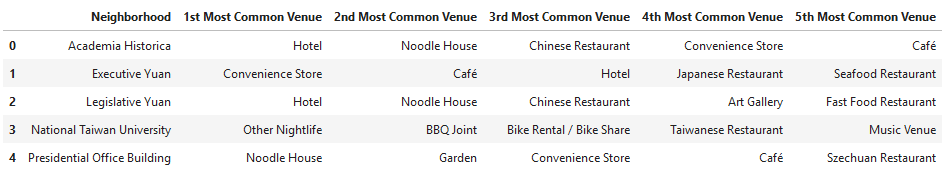 Neighborhood 1st Most Common Venue 2nd Most Common Venue 3rd Most Common Venue 4th Most Common Venue 5th Most Common Venue
0 Academia Historica Hotel Noodle House Chinese Restaurant Convenience Store Café
1 Executive Yuan Convenience Store Café Hotel Japanese Restaurant Seafood Restaurant
2 Legislative Yuan Hotel Noodle House Chinese Restaurant Art Gallery Fast Food Restaurant
3 National Taiwan University Other Nightlife BBQ Joint Bike Rental / Bike Share Taiwanese Restaurant Music Venue
4 Presidential Office Building Noodle House Garden Convenience Store Café Szechuan Restaurant